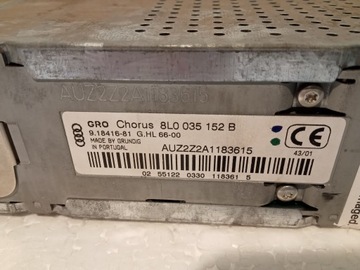 AUZ2Z2A1183615
GRO Chorus 8L0 035 152 B
9.18416-81 G.HL 66-00
MADE BY GRUNDIG
IN PORTUGAL
AUZ2Z2A1183615
CE
43/01
02 55122 0330 118361 5